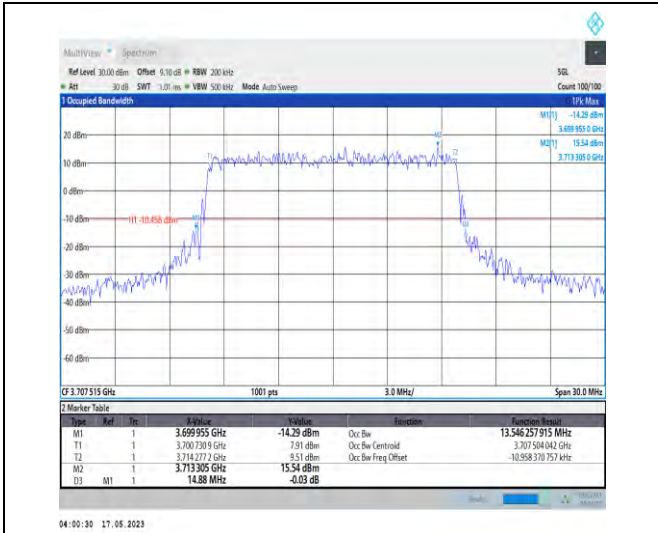 MultiView Spectrum
Ref Level 30.00 dBm Offset 9.10 dB RBW 200 kHz SGL
Att 30 dB SWT 1.01 ms VBW 500 kHz Mode Auto Sweep Count 100/100
1 Occupied Bandwidth 1Pk Max
M1[1] -14.29 dBm
3.699 955 0 GHz
M2[1] 15.54 dBm
3.713 305 0 GHz
20 dBm
M2
T1 T2
10 dBm
0 dBm
-10 dBm
H1 -10.458 dBm
-20 dBm
-30 dBm
-40 dBm
-50 dBm
-60 dBm
CF 3.707 515 GHz 1001 pts 3.0 MHz/ Span 30.0 MHz
2 Marker Table
Type Ref Trc X-Value Y-Value Function Function Result
M1 1 3.699 955 GHz -14.29 dBm Occ Bw 13.546 257 915 MHz
T1 1 3.700 730 9 GHz 7.91 dBm Occ Bw Centroid 3.707 504 042 GHz
T2 1 3.714 277 2 GHz 9.51 dBm Occ Bw Freq Offset -10.958 370 757 kHz
M2 1 3.713 305 GHz 15.54 dBm
D3 M1 1 14.88 MHz -0.03 dB
04:00:30 17.05.2023